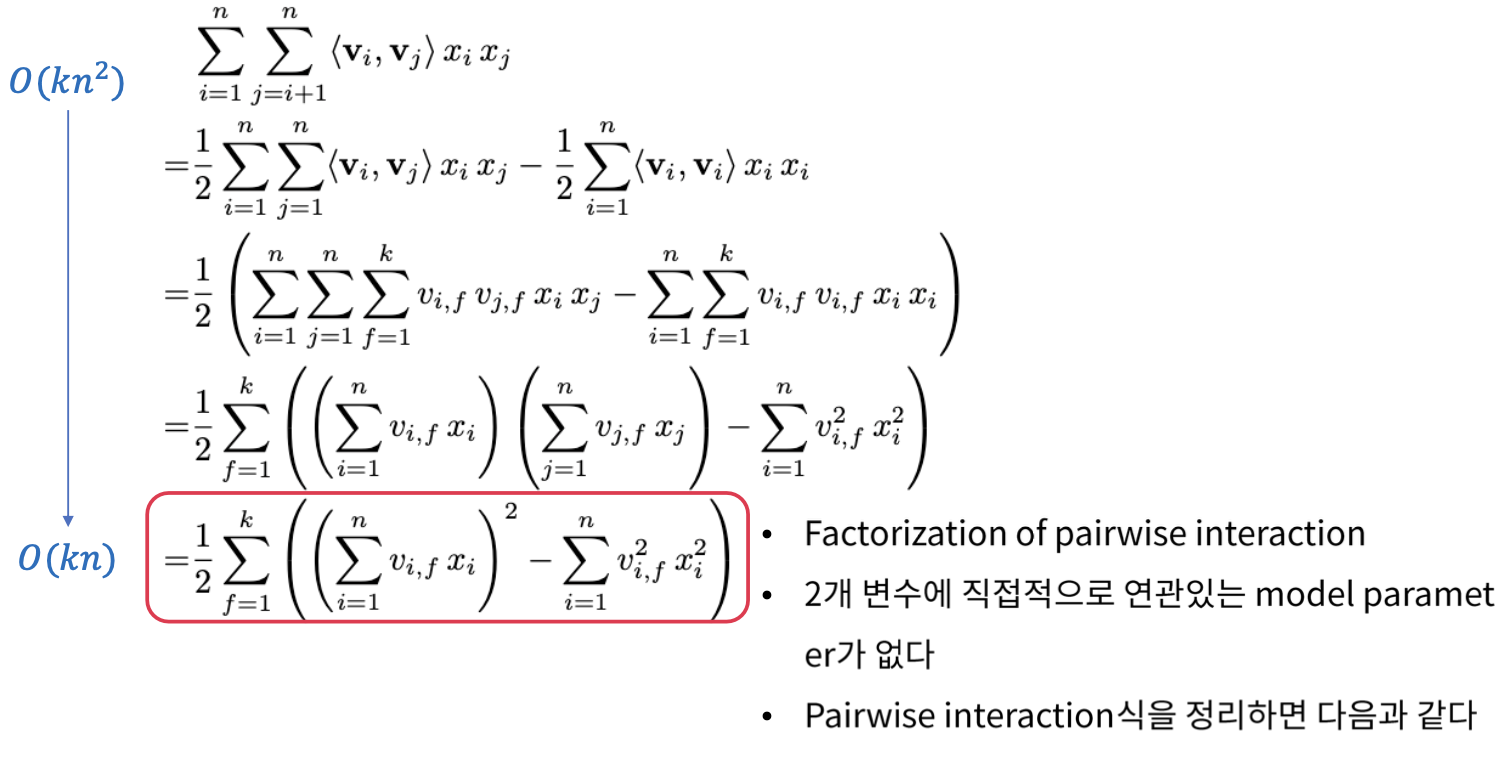 $\sum_{i=1}^{n} \sum_{j=i+1}^{n} \langle \mathbf{v}_i, \mathbf{v}_j \rangle \, x_i \, x_j$
$O(kn^2)$
$= \frac{1}{2} \sum_{i=1}^{n} \sum_{j=1}^{n} \langle \mathbf{v}_i, \mathbf{v}_j \rangle \, x_i \, x_j - \frac{1}{2} \sum_{i=1}^{n} \langle \mathbf{v}_i, \mathbf{v}_i \rangle \, x_i \, x_i$
$= \frac{1}{2} \left( \sum_{i=1}^{n} \sum_{j=1}^{n} \sum_{f=1}^{k} v_{i,f} \, v_{j,f} \, x_i \, x_j - \sum_{i=1}^{n} \sum_{f=1}^{k} v_{i,f} \, v_{i,f} \, x_i \, x_i \right)$
$= \frac{1}{2} \sum_{f=1}^{k} \left( \left( \sum_{i=1}^{n} v_{i,f} \, x_i \right) \left( \sum_{j=1}^{n} v_{j,f} \, x_j \right) - \sum_{i=1}^{n} v_{i,f}^2 \, x_i^2 \right)$
$O(kn)$
$= \frac{1}{2} \sum_{f=1}^{k} \left( \left( \sum_{i=1}^{n} v_{i,f} \, x_i \right)^2 - \sum_{i=1}^{n} v_{i,f}^2 \, x_i^2 \right)$
• Factorization of pairwise interaction
• 2개 변수에 직접적으로 연관있는 model paramet
er가 없다
• Pairwise interaction식을 정리하면 다음과 같다